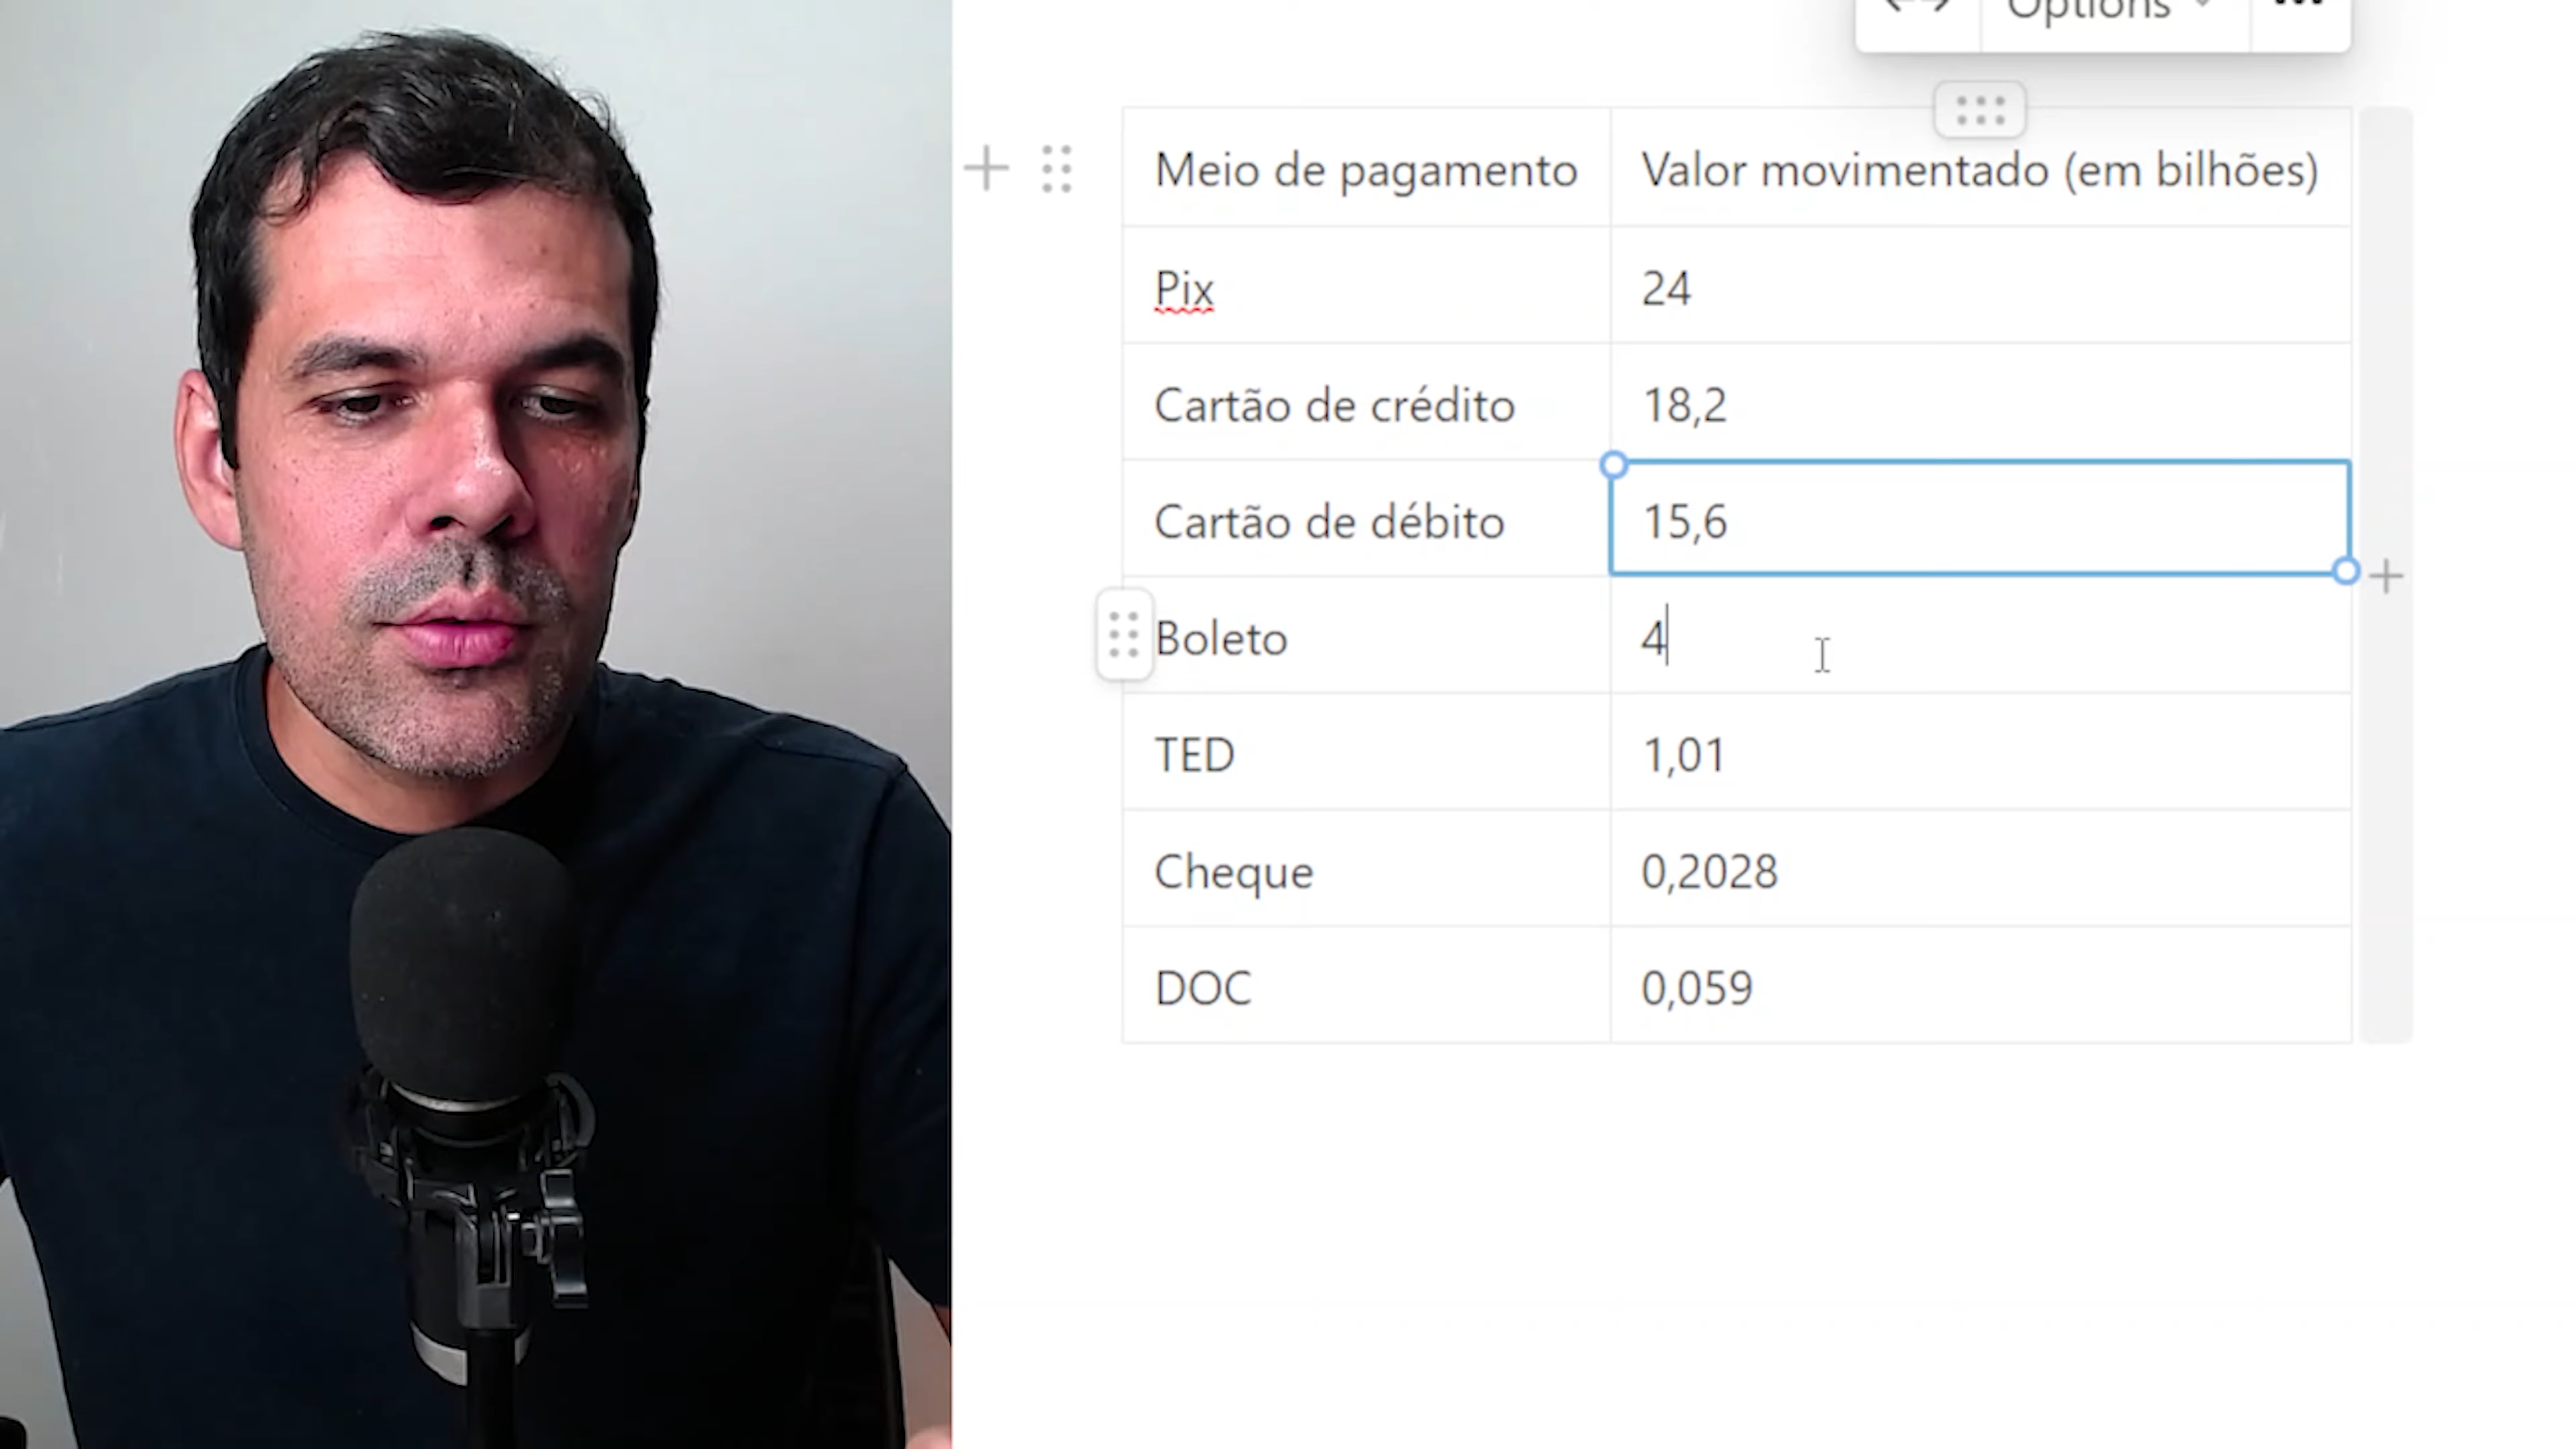 Options
Meio de pagamento Valor movimentado (em bilhões)
Pix 24
Cartão de crédito 18,2
Cartão de débito 15,6
Boleto 4
TED 1,01
Cheque 0,2028
DOC 0,059